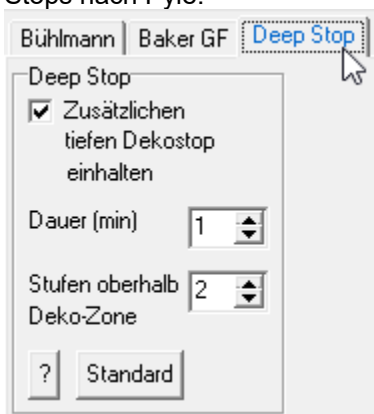 Stops nach Pyle.
Bühlmann Baker GF Deep Stop
Deep Stop
Zusätzlichen
tiefen Dekostop
einhalten
Dauer (min) 1
Stufen oberhalb 2
Deko-Zone
? Standard